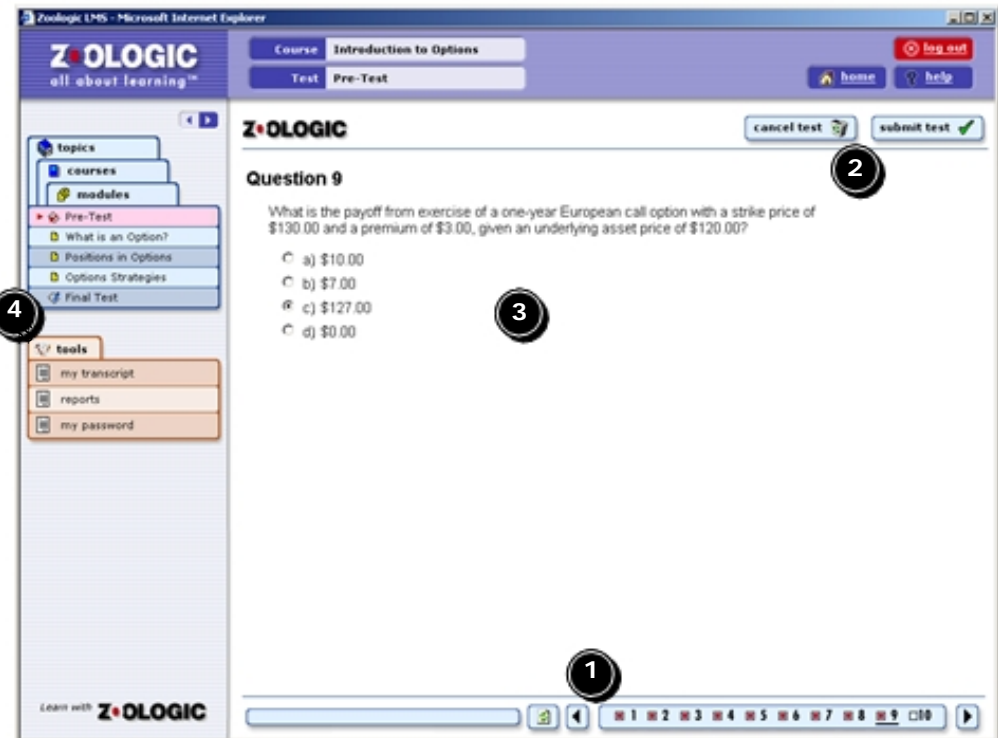 Zoologic LMS - Microsoft Internet Explorer
ZOOLOGIC
all about learning™
Course Introduction to Options
Test Pre-Test
log out
home
help
topics
courses
modules
Pre-Test
What is an Option?
Positions in Options
Options Strategies
Final Test
4
tools
my transcript
reports
my password
Learn with ZOOLOGIC
ZOOLOGIC
cancel test
submit test
2
Question 9
What is the payoff from exercise of a one-year European call option with a strike price of
$130.00 and a premium of $3.00, given an underlying asset price of $120.00?
a) $10.00
b) $7.00
c) $127.00
d) $0.00
3
1
1 2 3 4 5 6 7 8 9 10